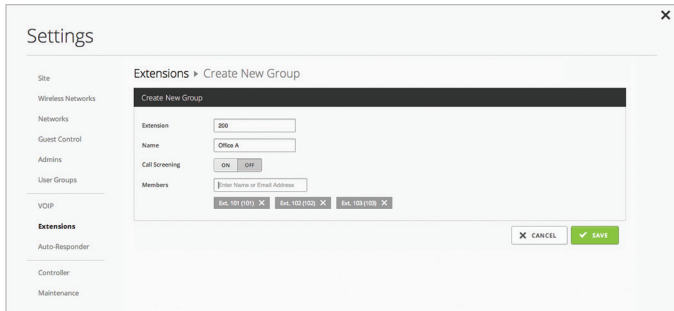 Settings
Site
Wireless Networks
Networks
Guest Control
Admins
User Groups
VOIP
Extensions
Auto-Responder
Controller
Maintenance
Extensions ▸ Create New Group
Create New Group
Extension 200
Name Office A
Call Screening ON OFF
Members Enter Name or Email Address
Ext. 101 (101) X Ext. 102 (102) X Ext. 103 (103) X
X CANCEL ✔ SAVE